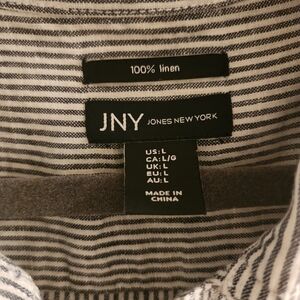 100% linen
JNY JONES NEW YORK
US: L
CA: L/G
UK: L
EU: L
AU: L
MADE IN
CHINA